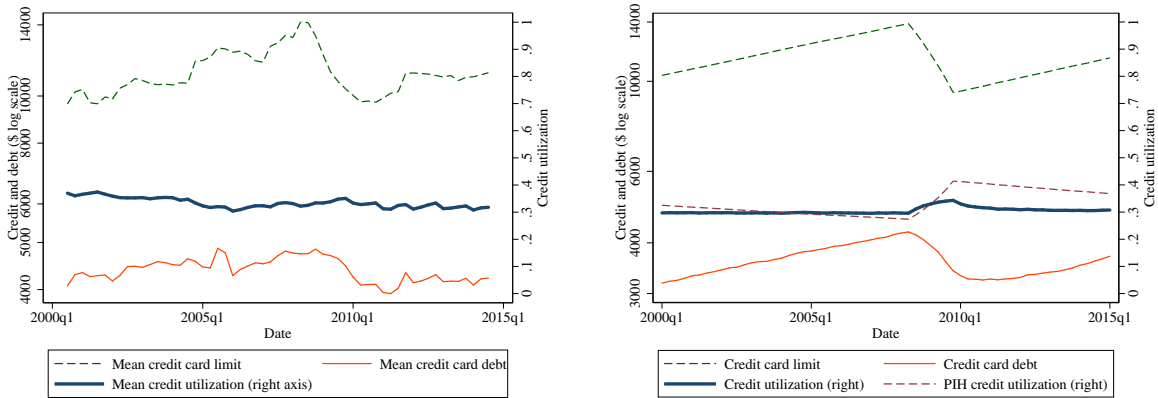 Credit and debt ($ log scale)
4000 5000 6000 8000 10000 14000
0 .1 .2 .3 .4 .5 .6 .7 .8 .9 1
Credit utilization
2000q1 2005q1 2010q1 2015q1
Date
Mean credit card limit Mean credit card debt
Mean credit utilization (right axis)
Credit and debt ($ log scale)
3000 4000 6000 10000 14000
0 .1 .2 .3 .4 .5 .6 .7 .8 .9 1
Credit utilization
2000q1 2005q1 2010q1 2015q1
Date
Credit card limit Credit card debt
Credit utilization (right) PIH credit utilization (right)